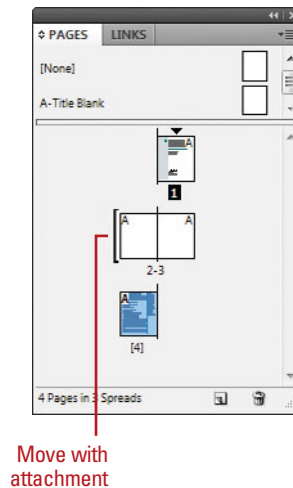 PAGES LINKS
[None]
A-Title Blank
A
1
A A
2-3
A
[4]
4 Pages in 3 Spreads
Move with
attachment